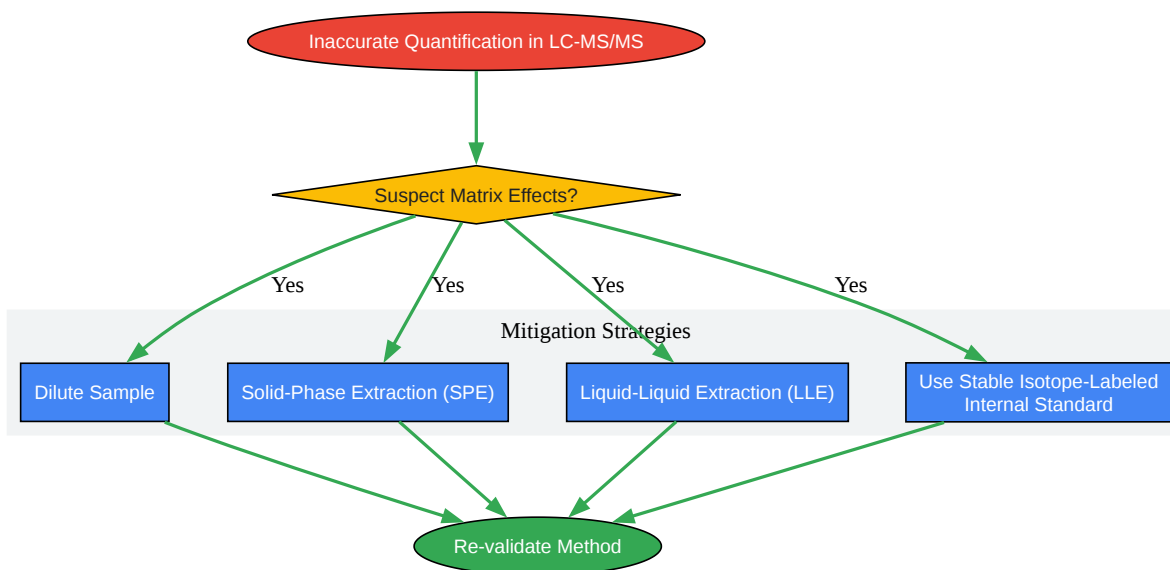 Inaccurate Quantification in LC-MS/MS
Suspect Matrix Effects?
Yes
Yes
Yes
Yes
Mitigation Strategies
Dilute Sample
Solid-Phase Extraction (SPE)
Liquid-Liquid Extraction (LLE)
Use Stable Isotope-Labeled
Internal Standard
Re-validate Method